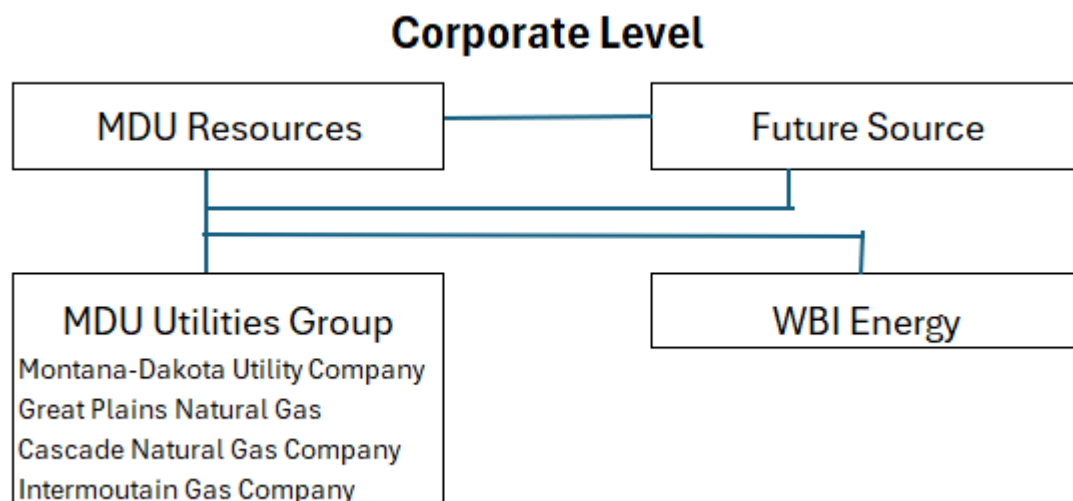 Corporate Level
MDU Resources
Future Source
MDU Utilities Group
Montana-Dakota Utility Company
Great Plains Natural Gas
Cascade Natural Gas Company
Intermoutain Gas Company
WBI Energy